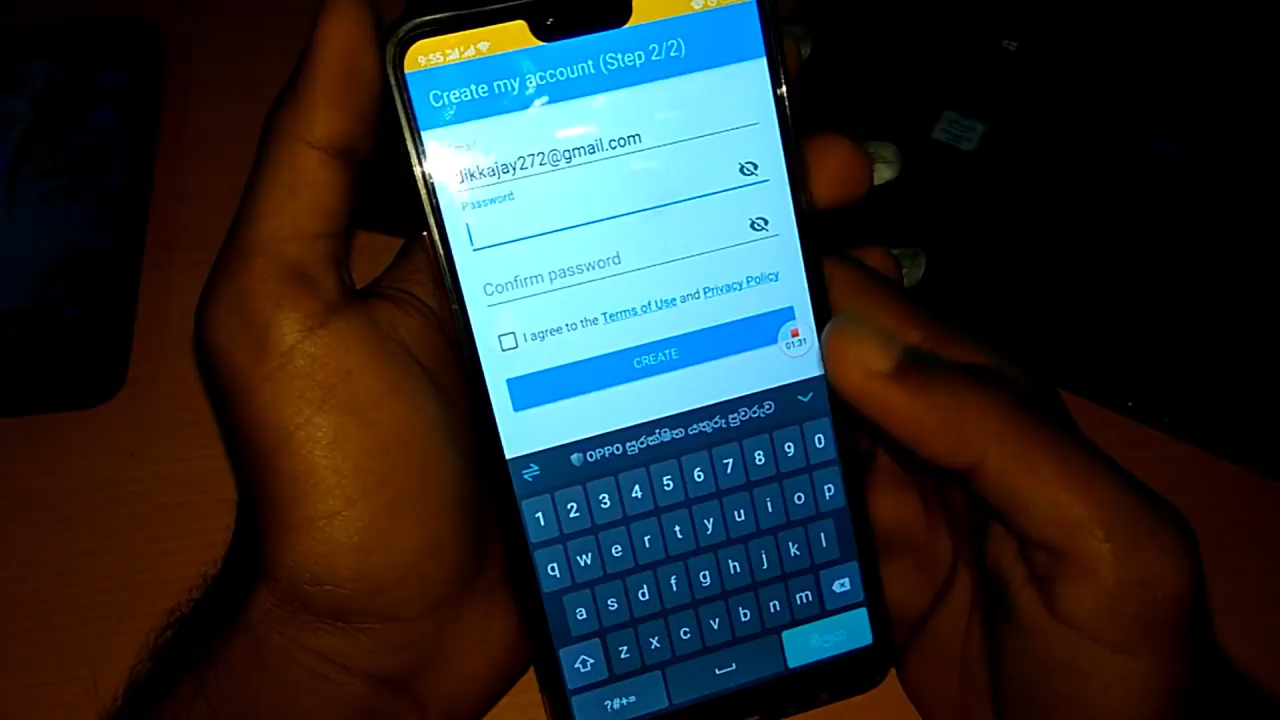 9:55
Create my account (Step 2/2)
Email
dikkajay272@gmail.com
Password
Confirm password
I agree to the Terms of Use and Privacy Policy
01:31
CREATE
OPPO සුරක්ෂිත යතුරු පුවරුව
1 2 3 4 5 6 7 8 9 0
q w e r t y u i o p
a s d f g h j k l
z x c v b n m
?#+=